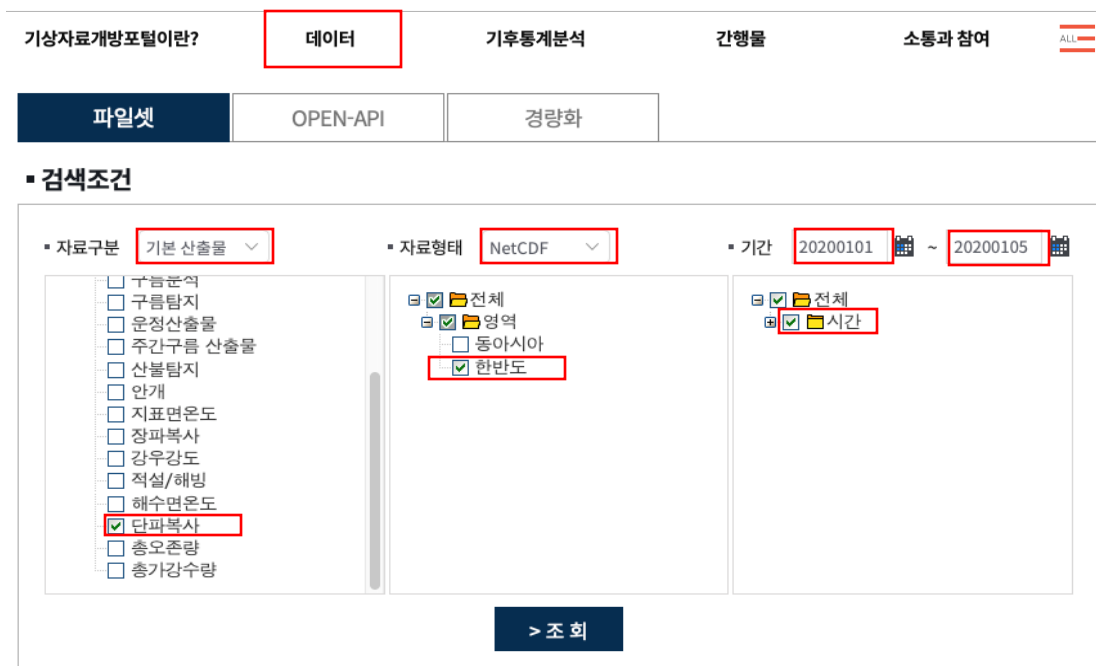 기상자료개방포털이란? 데이터 기후통계분석 간행물 소통과 참여 ALL
파일셋 OPEN-API 경량화
검색조건
자료구분 기본 산출물 자료형태 NetCDF 기간 20200101 ~ 20200105
구름분석
구름탐지
운정산출물
주간구름 산출물
산불탐지
안개
지표면온도
장파복사
강우강도
적설/해빙
해수면온도
단파복사
총오존량
총가강수량
전체
영역
동아시아
한반도
전체
시간
> 조 회